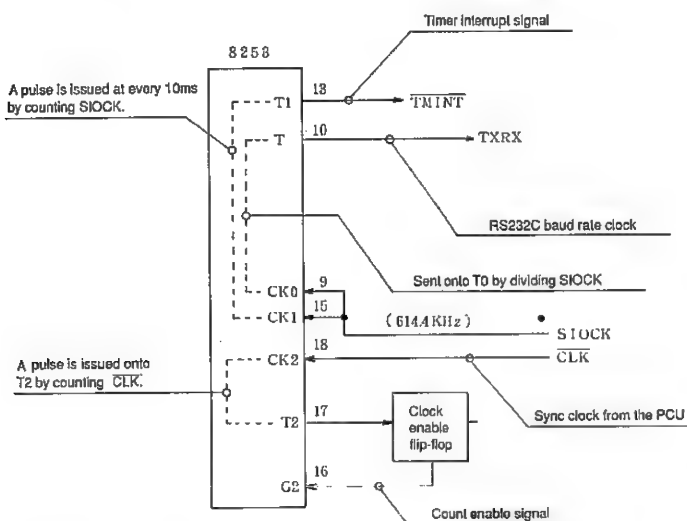 Timer interrupt signal
8253
A pulse is issued at every 10ms
by counting SIOCK.
T1
13
TMINT
T
10
TXRX
RS232C baud rate clock
Sent onto T0 by dividing SIOCK
CK0
9
CK1
15
(614.4KHz)
SIOCK
CK2
18
CLK
A pulse is issued onto
T2 by counting CLK.
T2
17
Clock
enable
flip-flop
Sync clock from the PCU
G2
16
Count enable signal